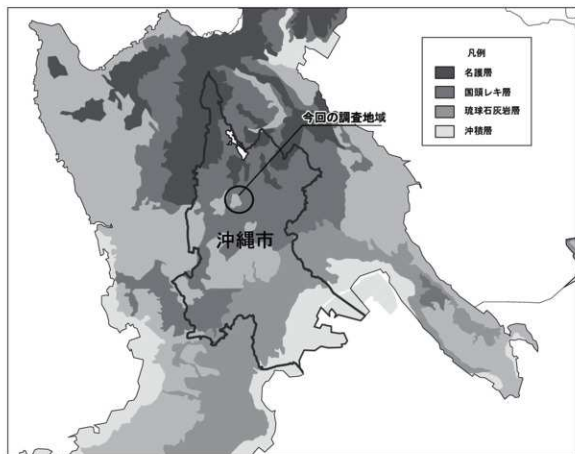 凡例
名護層
国頭レキ層
琉球石灰岩層
沖積層
今回の調査地域
沖縄市